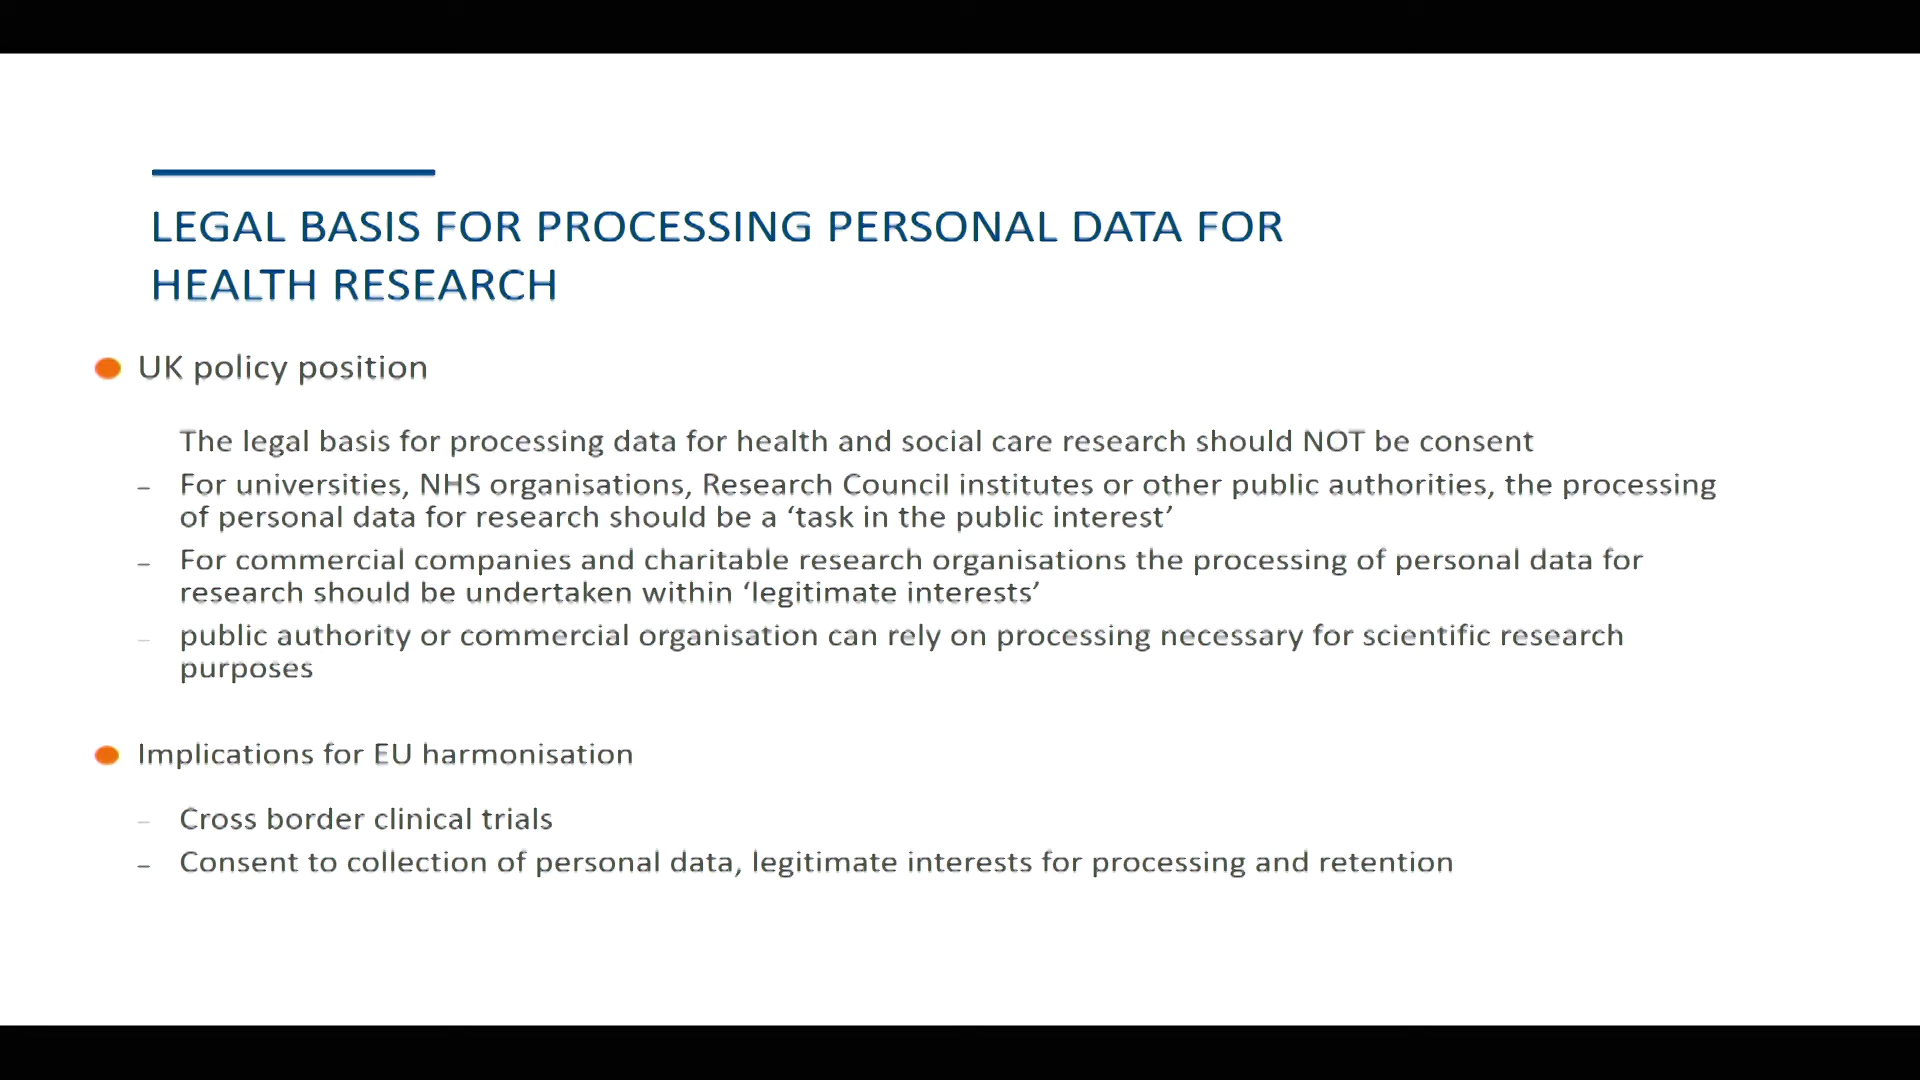 LEGAL BASIS FOR PROCESSING PERSONAL DATA FOR
HEALTH RESEARCH
UK policy position
The legal basis for processing data for health and social care research should NOT be consent
– For universities, NHS organisations, Research Council institutes or other public authorities, the processing
of personal data for research should be a ‘task in the public interest’
– For commercial companies and charitable research organisations the processing of personal data for
research should be undertaken within ‘legitimate interests’
– public authority or commercial organisation can rely on processing necessary for scientific research
purposes
Implications for EU harmonisation
– Cross border clinical trials
– Consent to collection of personal data, legitimate interests for processing and retention